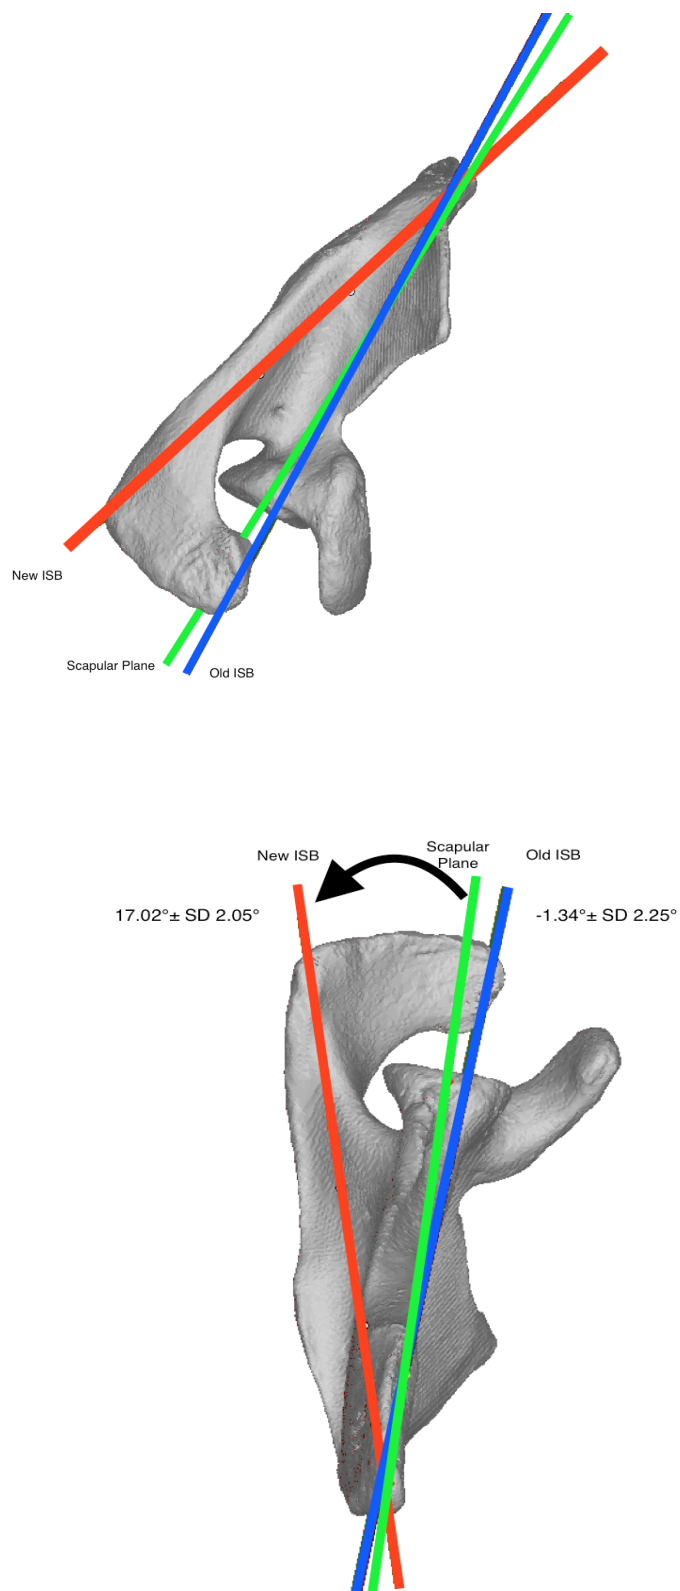 New ISB
Scapular Plane
Old ISB
New ISB
Scapular
Plane
Old ISB
17.02°± SD 2.05°
-1.34°± SD 2.25°